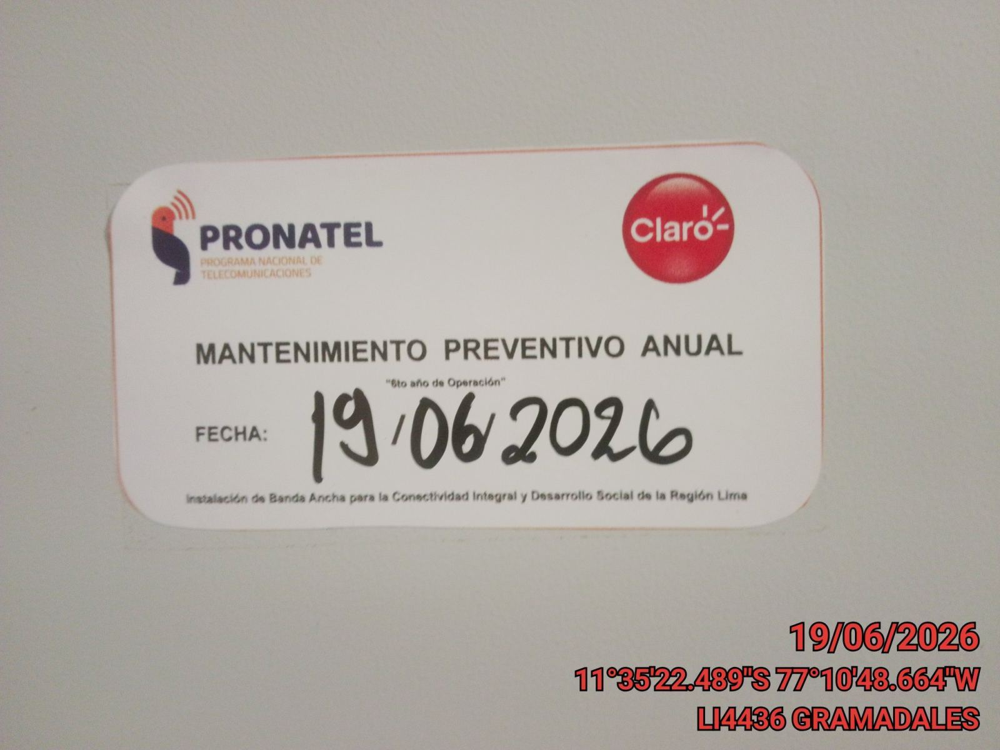 PRONATEL
PROGRAMA NACIONAL DE
TELECOMUNICACIONES
Claro
MANTENIMIENTO PREVENTIVO ANUAL
"6to año de Operación"
FECHA: 19/06/2026
Instalación de Banda Ancha para la Conectividad Integral y Desarrollo Social de la Región Lima
19/06/2026
11°35'22.489"S 77°10'48.664"W
LI4436 GRAMADALES